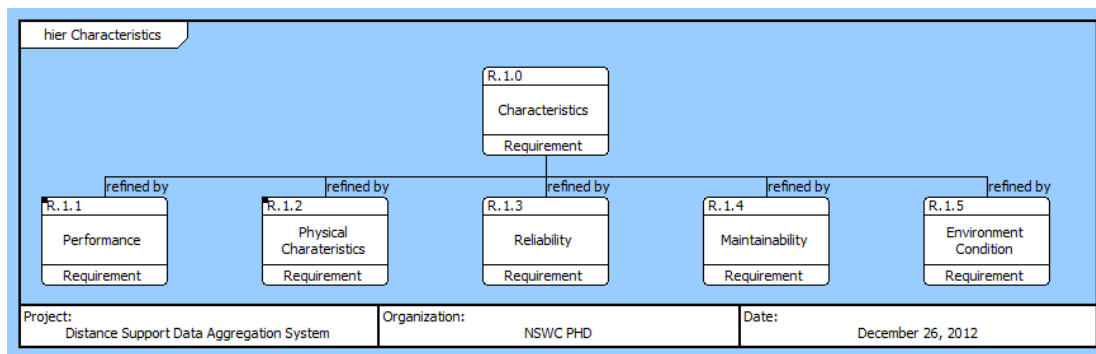 hier Characteristics
R.1.0
Characteristics
Requirement
refined by refined by refined by refined by refined by
R.1.1 R.1.2 R.1.3 R.1.4 R.1.5
Performance Physical Charateristics Reliability Maintainability Environment Condition
Requirement Requirement Requirement Requirement Requirement
Project: Organization: Date:
Distance Support Data Aggregation System NSWC PHD December 26, 2012